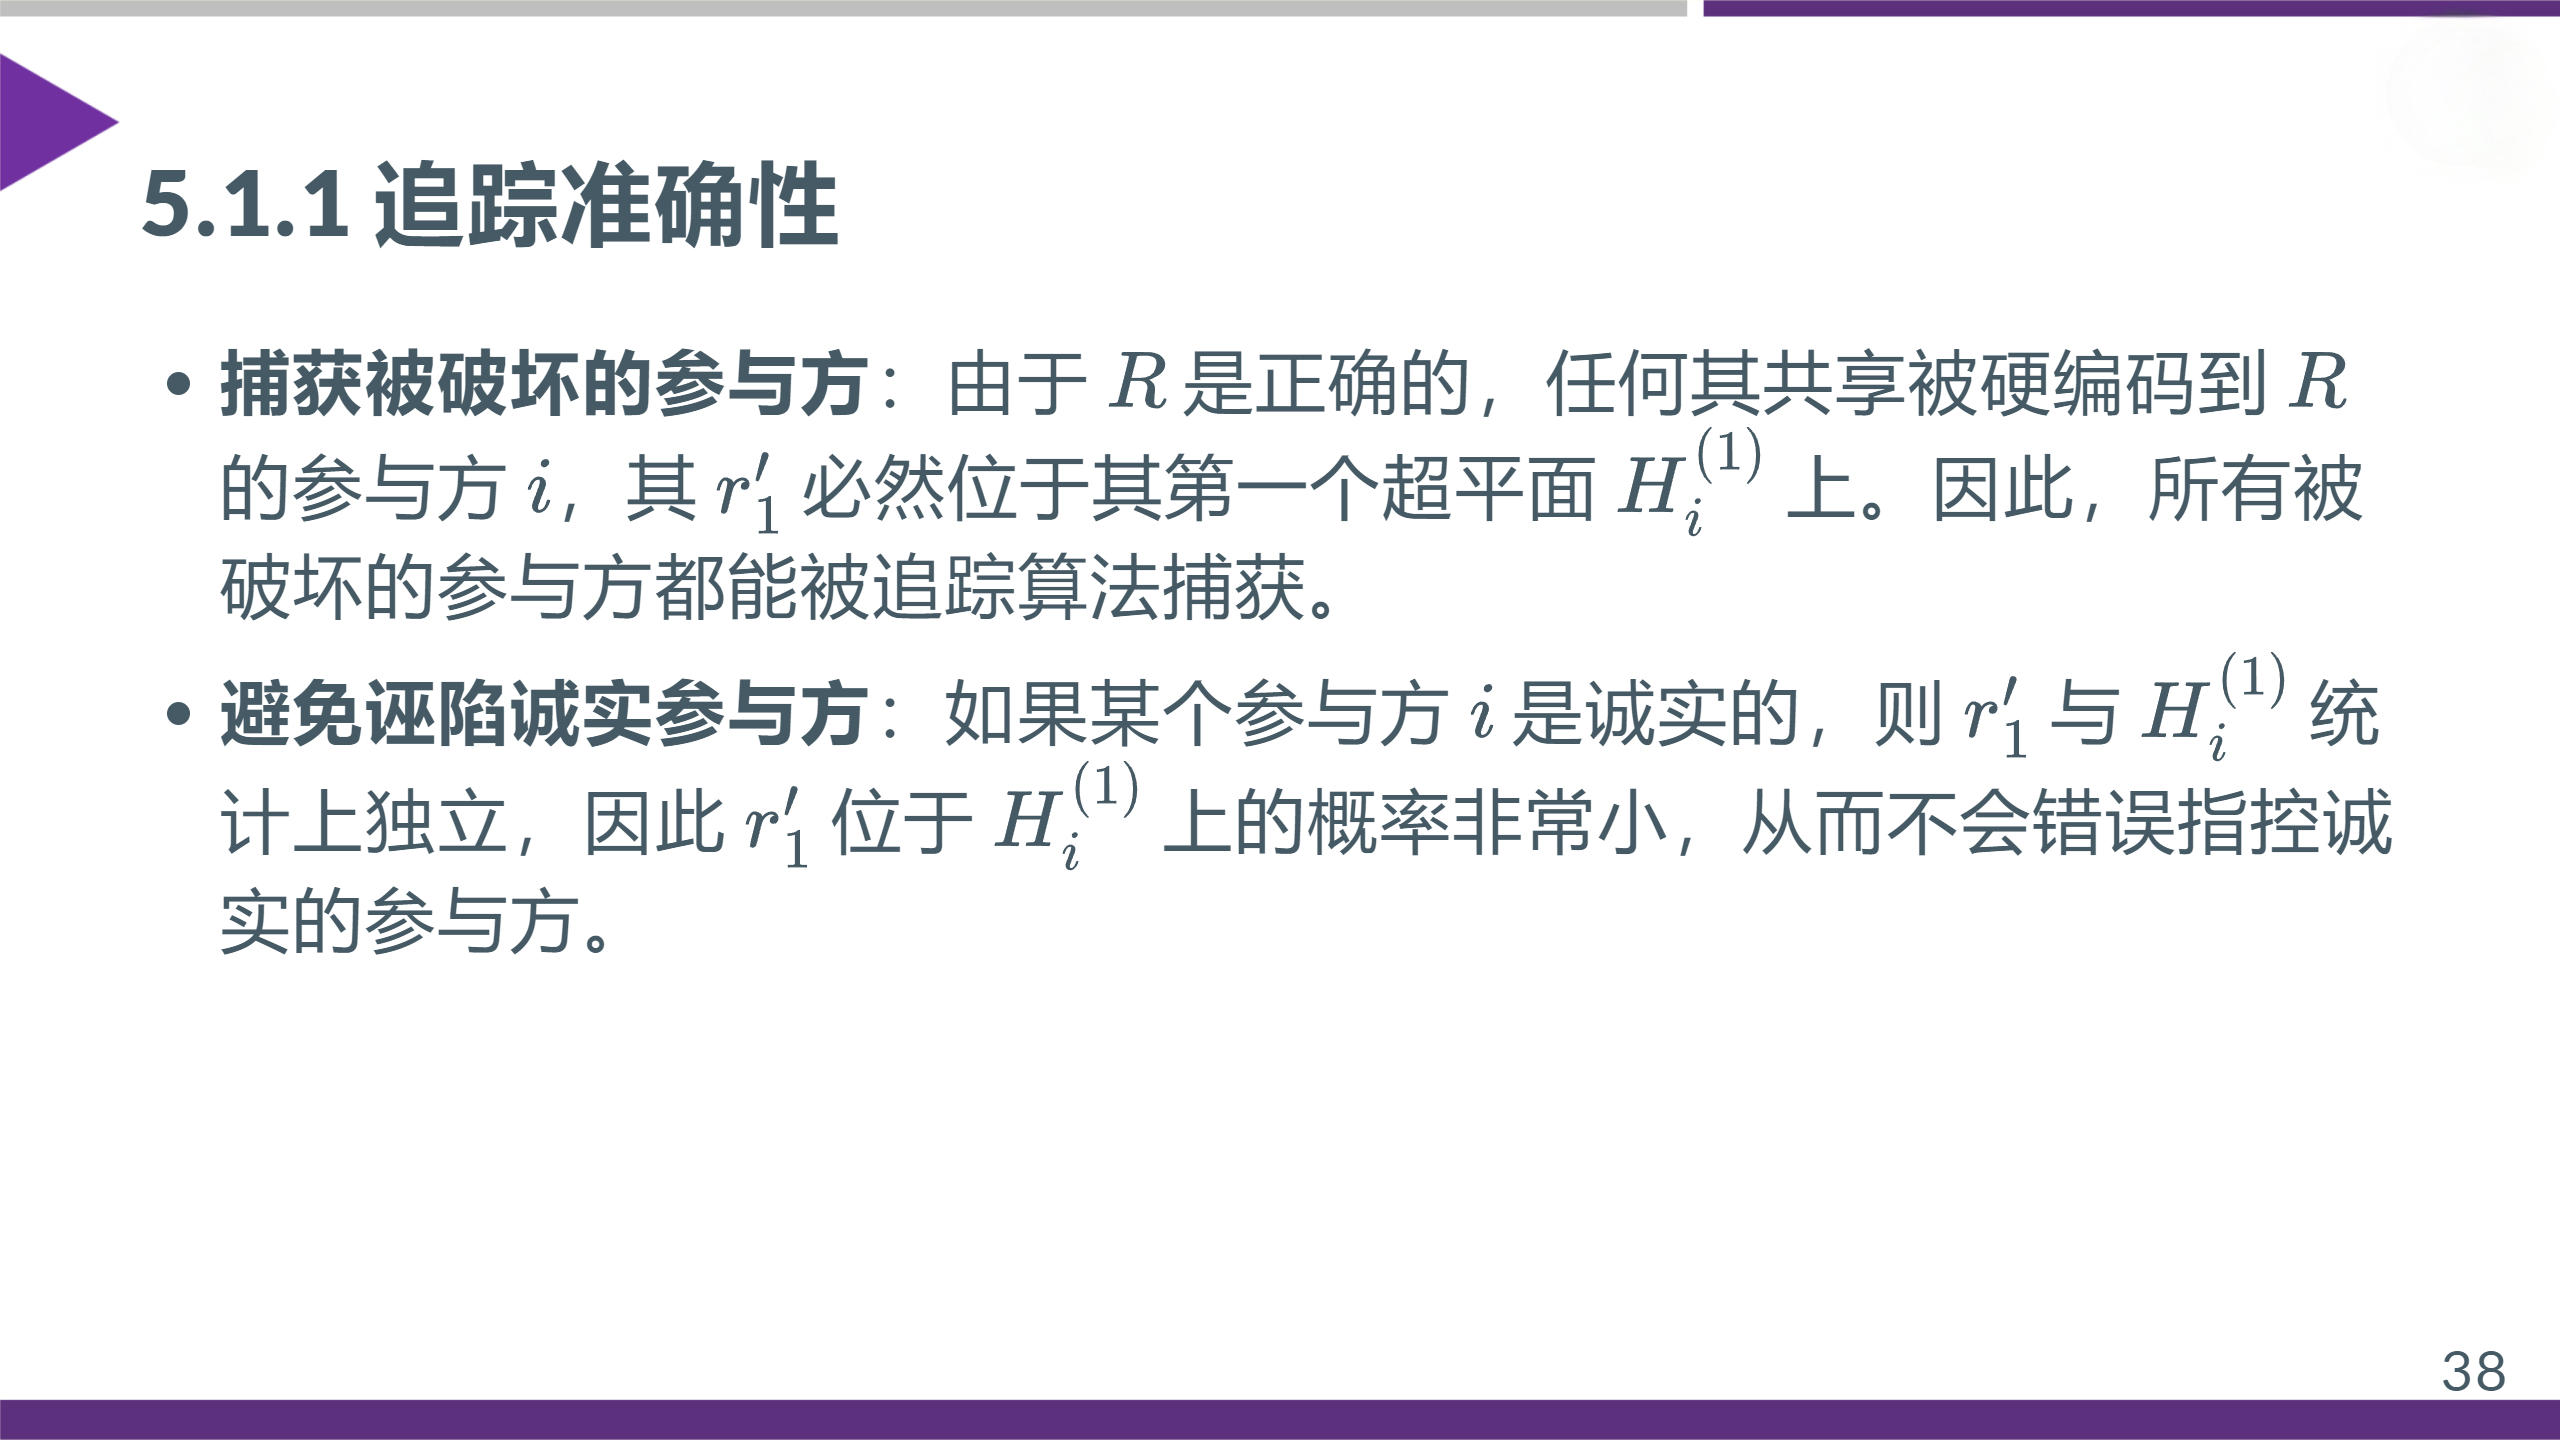 5.1.1 追踪准确性
• 捕获被破坏的参与方：由于 R 是正确的，任何其共享被硬编码到 R
的参与方 i，其 r′₁ 必然位于其第一个超平面 H_i^{(1)} 上。因此，所有被
破坏的参与方都能被追踪算法捕获。
• 避免诬陷诚实参与方：如果某个参与方 i 是诚实的，则 r′₁ 与 H_i^{(1)} 统
计上独立，因此 r′₁ 位于 H_i^{(1)} 上的概率非常小，从而不会错误指控诚
实的参与方。
38